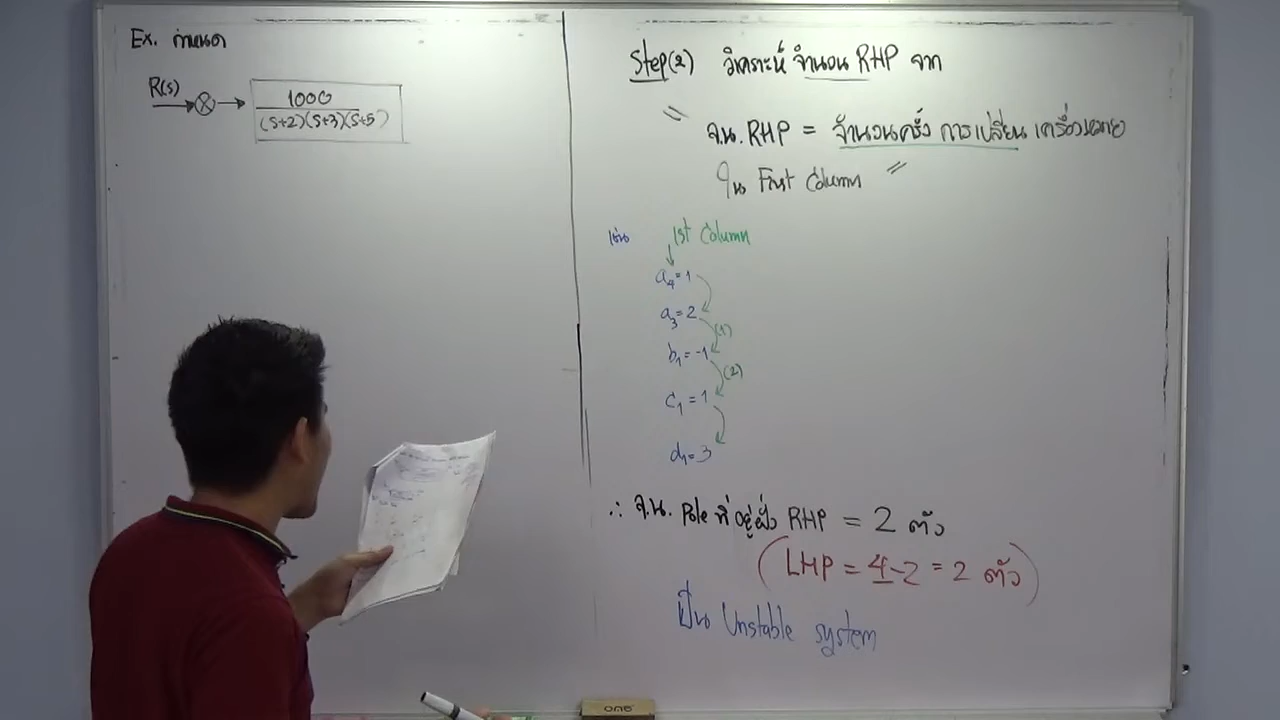 Ex. กำหนด
R(s)
1000
(s+2)(s+3)(s+5)
Step(2) วิเคราะห์ จำนวน RHP จาก
" จ.น. RHP = จำนวนครั้ง การเปลี่ยน เครื่องหมาย
ใน First Column "
เช่น 1st Column
a₄=1
a₃=2
(1)
b₁=-1
(2)
c₁=1
d₁=3
∴ จ.น. Pole ที่อยู่ฝั่ง RHP = 2 ตัว
(LHP = 4-2 = 2 ตัว)
เป็น Unstable system